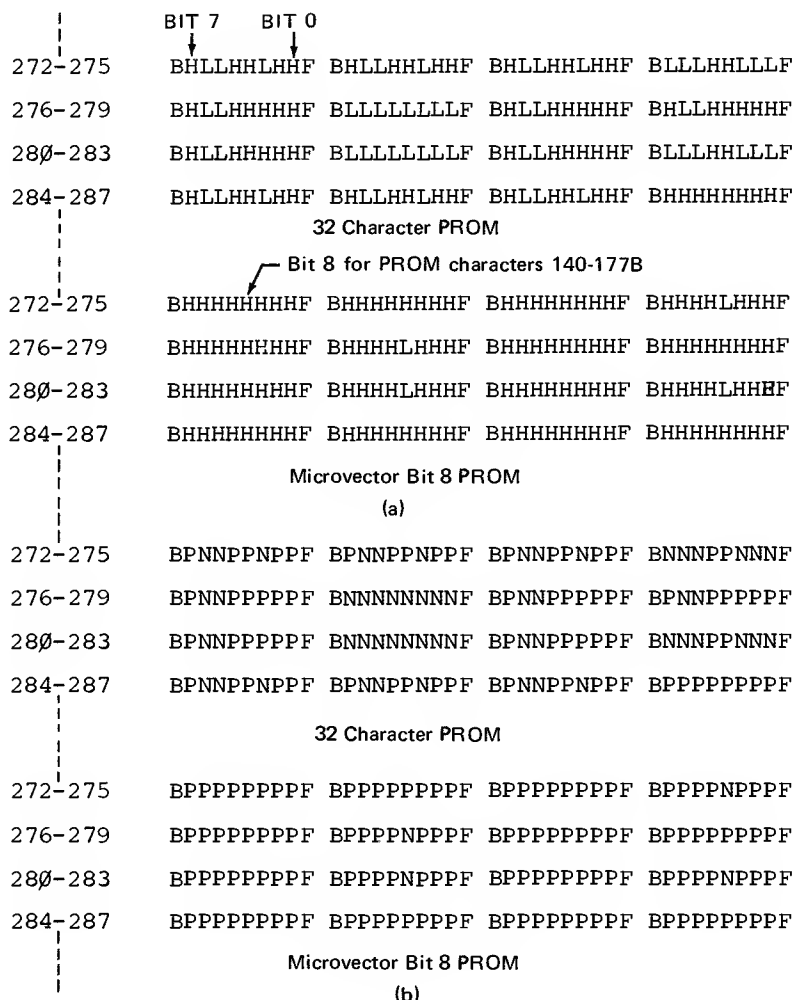 BIT 7 BIT 0
272-275 BHLLHHLHHF BHLLHHLHHF BHLLHHLHHF BLLLHHLLLF
276-279 BHLLHHHHHF BLLLLLLLLF BHLLHHHHHF BHLLHHHHHF
28Ø-283 BHLLHHHHHF BLLLLLLLLF BHLLHHHHHF BLLLHHLLLF
284-287 BHLLHHLHHF BHLLHHLHHF BHLLHHLHHF BHHHHHHHHF
32 Character PROM
Bit 8 for PROM characters 140-177B
272-275 BHHHHHHHHF BHHHHHHHHF BHHHHHHHHF BHHHHLHHHF
276-279 BHHHHHHHHF BHHHHLHHHF BHHHHHHHHF BHHHHHHHHF
28Ø-283 BHHHHHHHHF BHHHHLHHHF BHHHHHHHHF BHHHHLHHHF
284-287 BHHHHHHHHF BHHHHHHHHF BHHHHHHHHF BHHHHHHHHF
Microvector Bit 8 PROM
(a)
272-275 BPNNPPNPPF BPNNPPNPPF BPNNPPNPPF BNNNPPNNNF
276-279 BPNNPPPPPF BNNNNNNNNF BPNNPPPPPF BPNNPPPPPF
28Ø-283 BPNNPPPPPF BNNNNNNNNF BPNNPPPPPF BNNNPPNNNF
284-287 BPNNPPNPPF BPNNPPNPPF BPNNPPNPPF BPPPPPPPPF
32 Character PROM
272-275 BPPPPPPPPF BPPPPPPPPF BPPPPPPPPF BPPPPNPPPF
276-279 BPPPPPPPPF BPPPPNPPPF BPPPPPPPPF BPPPPPPPPF
28Ø-283 BPPPPPPPPF BPPPPNPPPF BPPPPPPPPF BPPPPNPPPF
284-287 BPPPPPPPPF BPPPPPPPPF BPPPPPPPPF BPPPPPPPPF
Microvector Bit 8 PROM
(b)